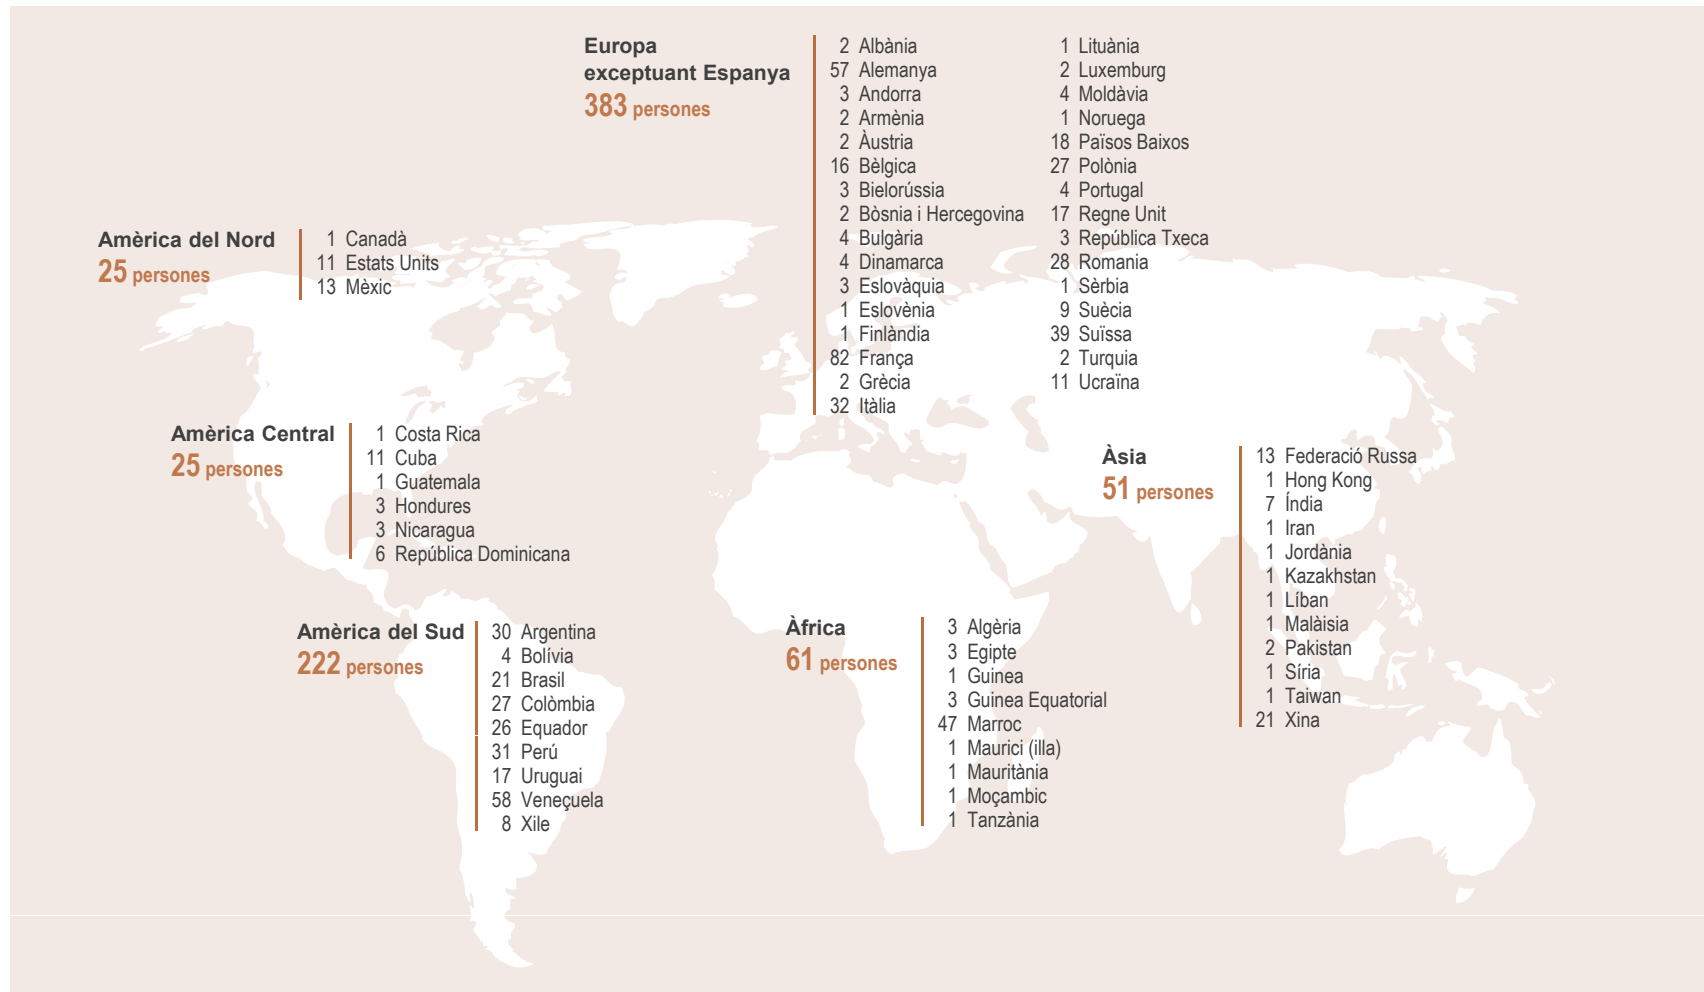 Europa
exceptuant Espanya
383 persones
2 Albània
57 Alemanya
3 Andorra
2 Armènia
2 Àustria
16 Bèlgica
3 Bielorússia
2 Bòsnia i Hercegovina
4 Bulgària
4 Dinamarca
3 Eslovàquia
1 Eslovènia
1 Finlàndia
82 França
2 Grècia
32 Itàlia
1 Lituània
2 Luxemburg
4 Moldàvia
1 Noruega
18 Països Baixos
27 Polònia
4 Portugal
17 Regne Unit
3 República Txeca
28 Romania
1 Sèrbia
9 Suècia
39 Suïssa
2 Turquia
11 Ucraïna
Amèrica del Nord
25 persones
1 Canadà
11 Estats Units
13 Mèxic
Amèrica Central
25 persones
1 Costa Rica
11 Cuba
1 Guatemala
3 Hondures
3 Nicaragua
6 República Dominicana
Àsia
51 persones
13 Federació Russa
1 Hong Kong
7 Índia
1 Iran
1 Jordània
1 Kazakhstan
1 Líban
1 Malàisia
2 Pakistan
1 Síria
1 Taiwan
21 Xina
Amèrica del Sud
222 persones
30 Argentina
4 Bolívia
21 Brasil
27 Colòmbia
26 Equador
31 Perú
17 Uruguai
58 Veneçuela
8 Xile
Àfrica
61 persones
3 Algèria
3 Egipte
1 Guinea
3 Guinea Equatorial
47 Marroc
1 Maurici (illa)
1 Mauritània
1 Moçambic
1 Tanzània